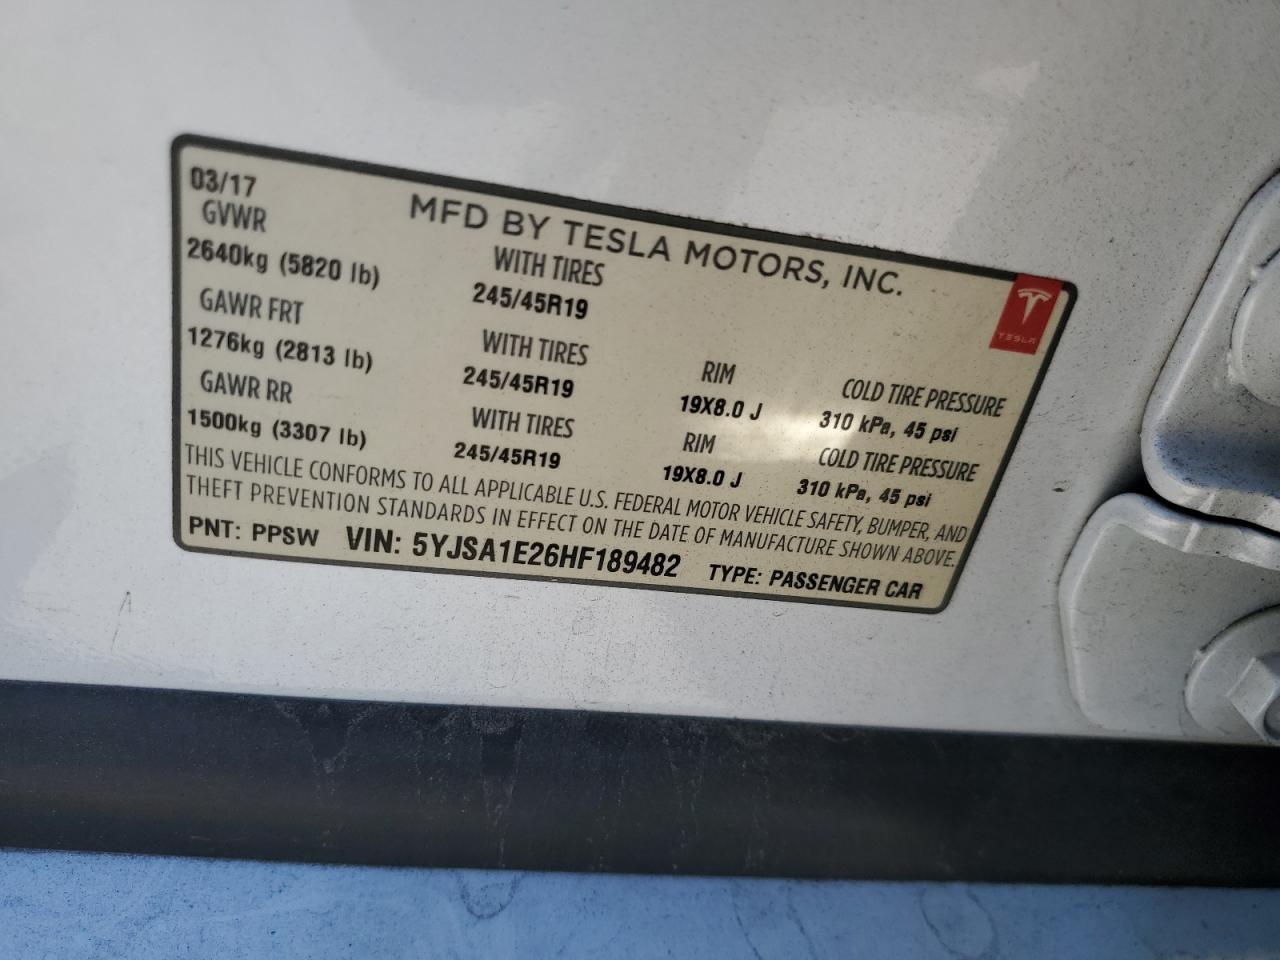 03/17
MFD BY TESLA MOTORS, INC.
GVWR WITH TIRES
2640kg (5820 lb) 245/45R19
TESLA
GAWR FRT WITH TIRES RIM COLD TIRE PRESSURE
1276kg (2813 lb) 245/45R19 19X8.0 J 310 kPa, 45 psi
GAWR RR WITH TIRES RIM COLD TIRE PRESSURE
1500kg (3307 lb) 245/45R19 19X8.0 J 310 kPa, 45 psi
THIS VEHICLE CONFORMS TO ALL APPLICABLE U.S. FEDERAL MOTOR VEHICLE SAFETY, BUMPER, AND
THEFT PREVENTION STANDARDS IN EFFECT ON THE DATE OF MANUFACTURE SHOWN ABOVE.
PNT: PPSW VIN: 5YJSA1E26HF189482 TYPE: PASSENGER CAR